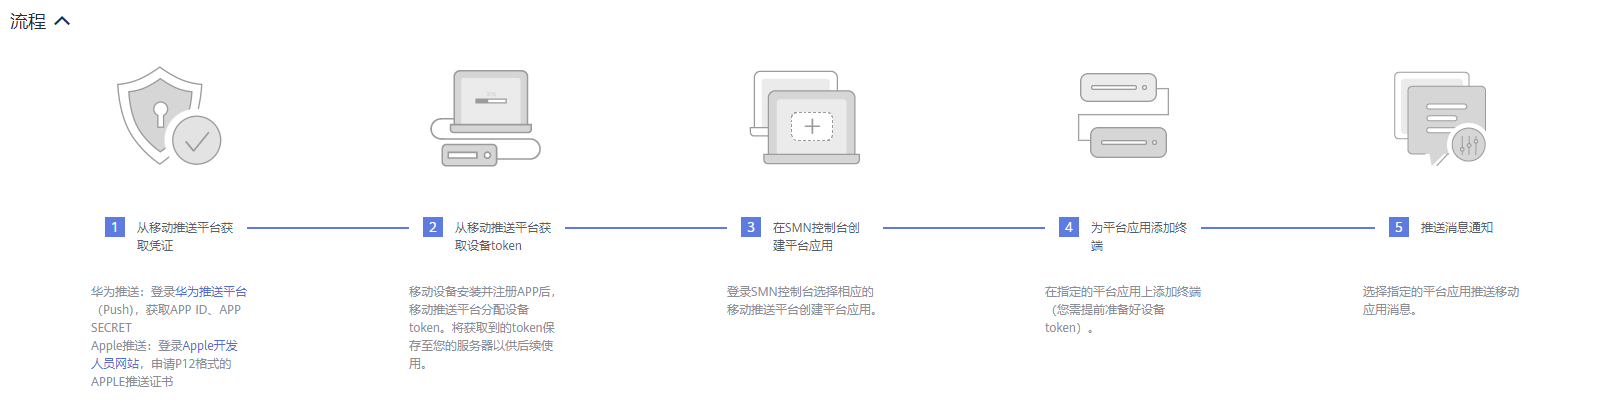 流程
1 从移动推送平台获
取凭证
华为推送：登录华为推送平台
（Push)，获取APP ID、APP
SECRET
Apple推送：登录Apple开发
人员网站，申请P12格式的
APPLE推送证书
2 从移动推送平台获
取设备token
移动设备安装并注册APP后，
移动推送平台分配设备
token。将获取到的token保
存至您的服务器以供后续使
用。
3 在SMN控制台创
建平台应用
登录SMN控制台选择相应的
移动推送平台创建平台应用。
4 为平台应用添加终
端
在指定的平台应用上添加终端
（您需提前准备好设备
token）。
5 推送消息通知
选择指定的平台应用推送移动
应用消息。